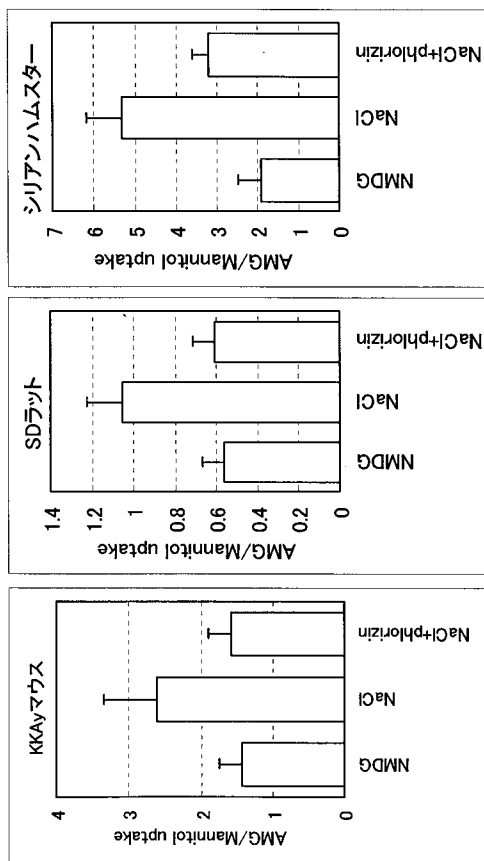 KKAyマウス
AMG/Mannitol uptake
4
3
2
1
0
NMDG
NaCl
NaCl+phlorizin
SDラット
AMG/Mannitol uptake
1.4
1.2
1
0.8
0.6
0.4
0.2
0
NMDG
NaCl
NaCl+phlorizin
シリアンハムスター
AMG/Mannitol uptake
7
6
5
4
3
2
1
0
NMDG
NaCl
NaCl+phlorizin